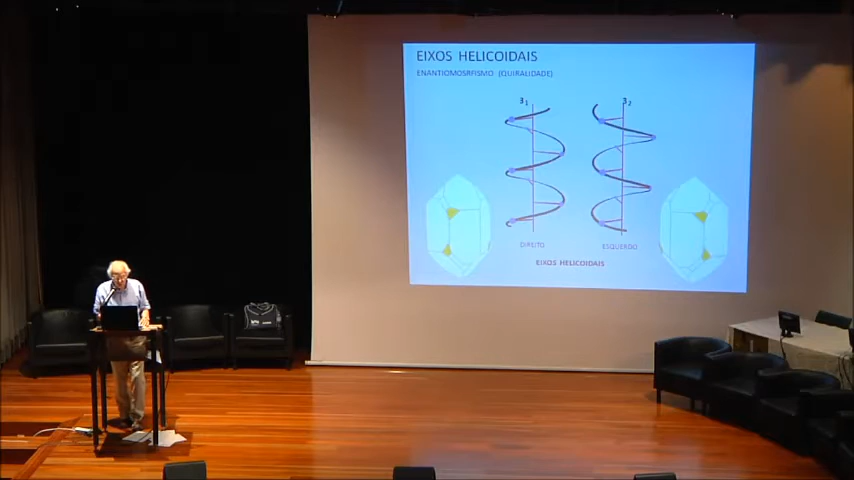 EIXOS HELICOIDAIS
ENANTIOMOSRFISMO (QUIRALIDADE)
3₁ 3₂
DIREITO ESQUERDO
EIXOS HELICOIDAIS